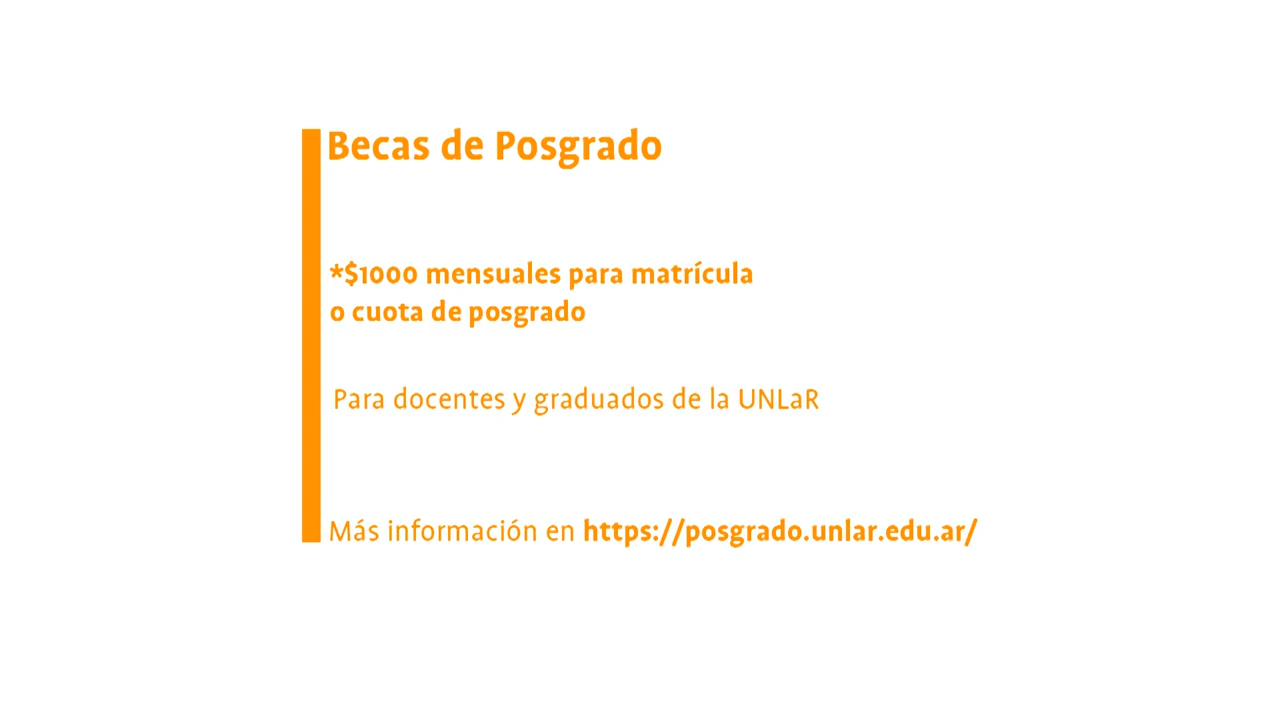 Becas de Posgrado
*$1000 mensuales para matrícula
o cuota de posgrado
Para docentes y graduados de la UNLaR
Más información en https://posgrado.unlar.edu.ar/